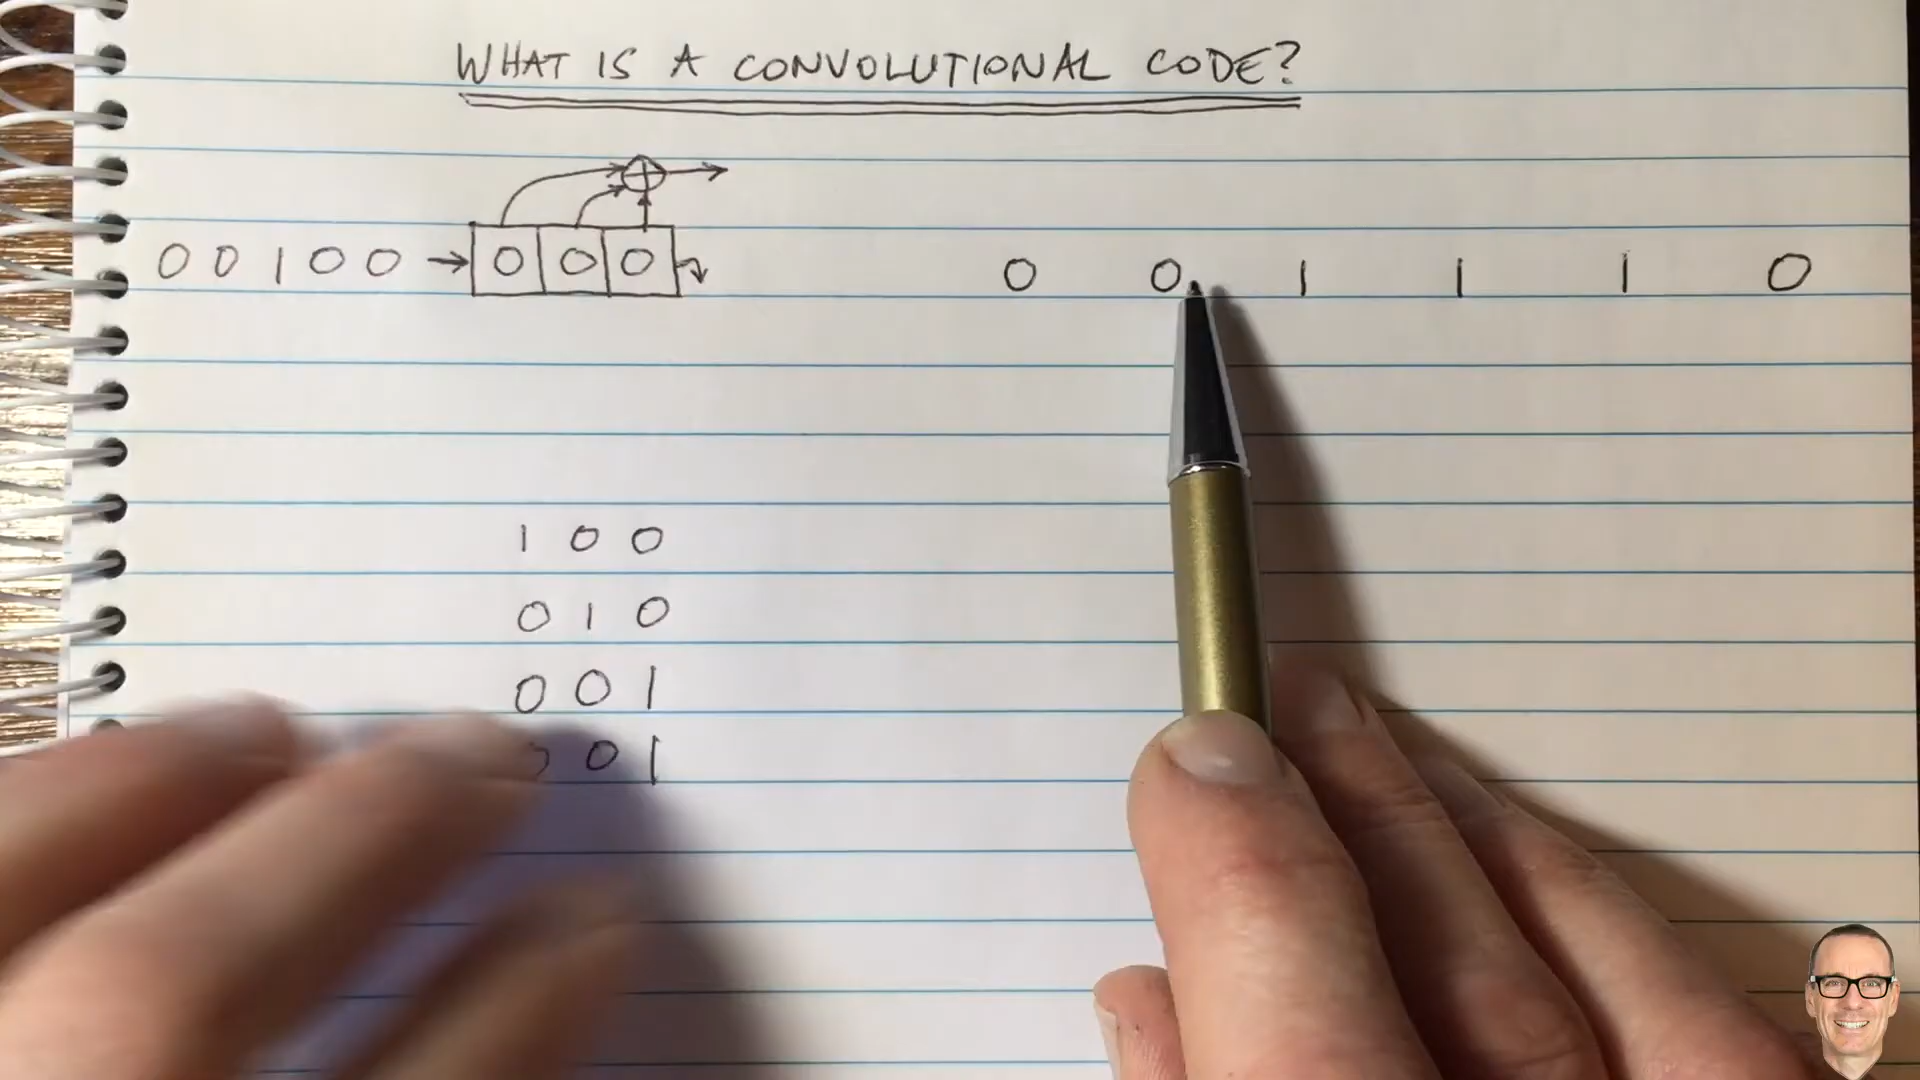 WHAT IS A CONVOLUTIONAL CODE?
0 0 1 0 0 → 0 0 0 0 0 1 1 1 0
1 0 0
0 1 0
0 0 1
0 0 1